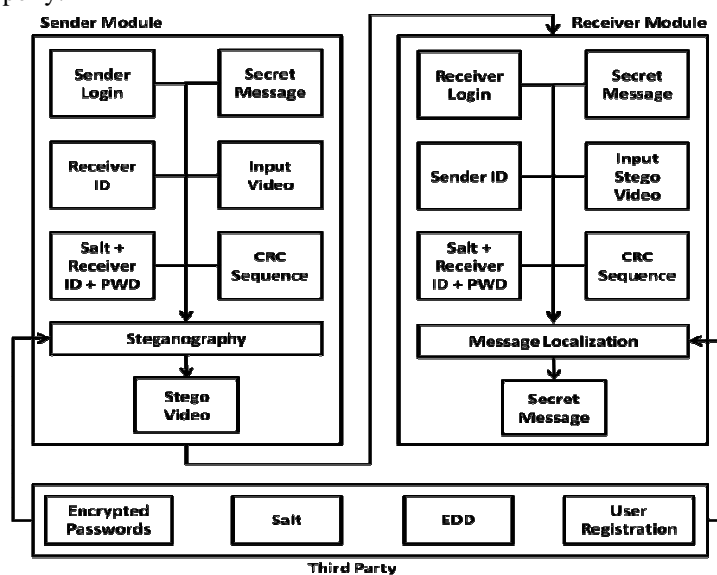 party.
Sender Module
Receiver Module
Sender
Login
Secret
Message
Receiver
ID
Input
Video
Salt +
Receiver
ID + PWD
CRC
Sequence
Steganography
Stego
Video
Receiver
Login
Secret
Message
Sender ID
Input
Stego
Video
Salt +
Receiver
ID + PWD
CRC
Sequence
Message Localization
Secret
Message
Encrypted
Passwords
Salt
EDD
User
Registration
Third Party